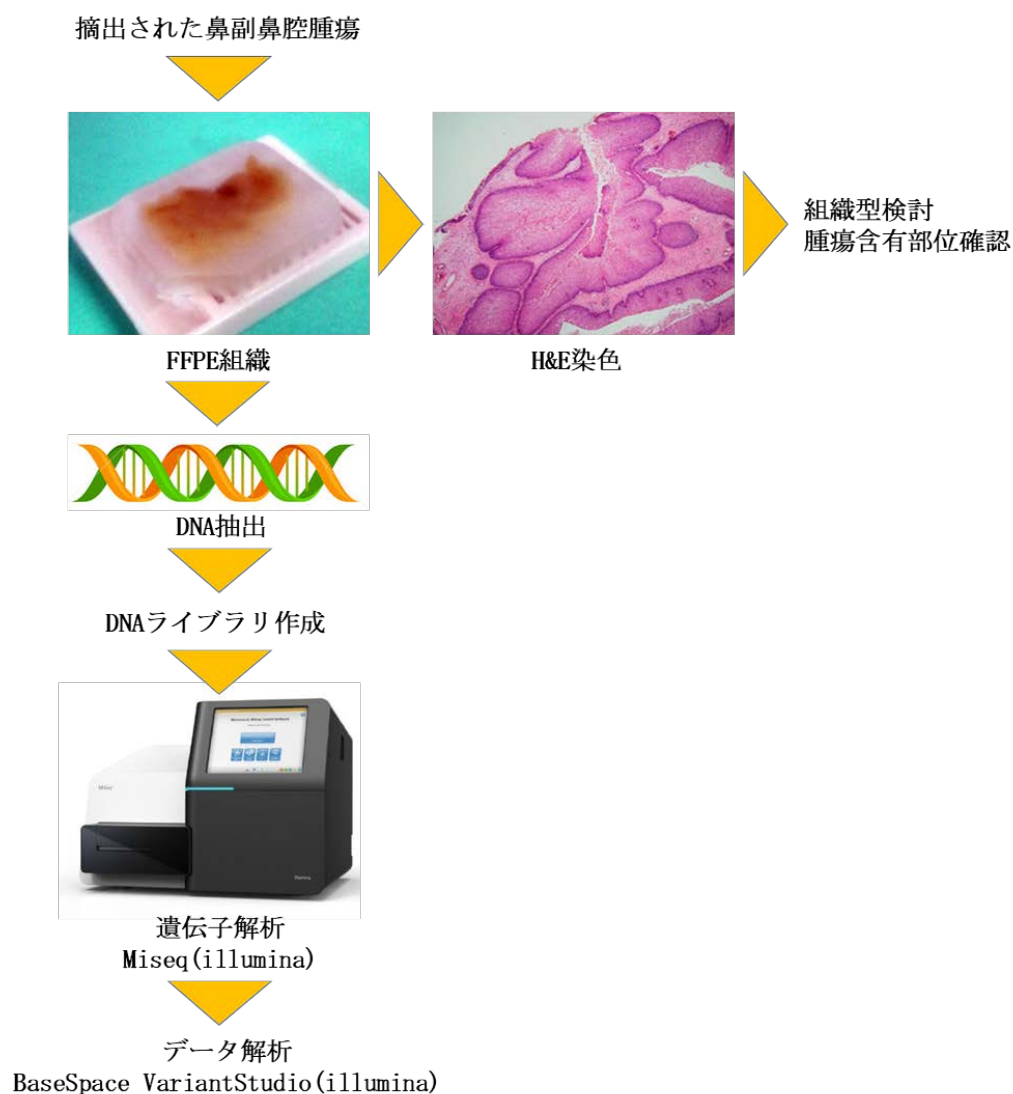 摘出された鼻副鼻腔腫瘍
組織型検討
腫瘍含有部位確認
FFPE組織
H&E染色
DNA抽出
DNAライブラリ作成
遺伝子解析
Miseq(illumina)
データ解析
BaseSpace VariantStudio(illumina)